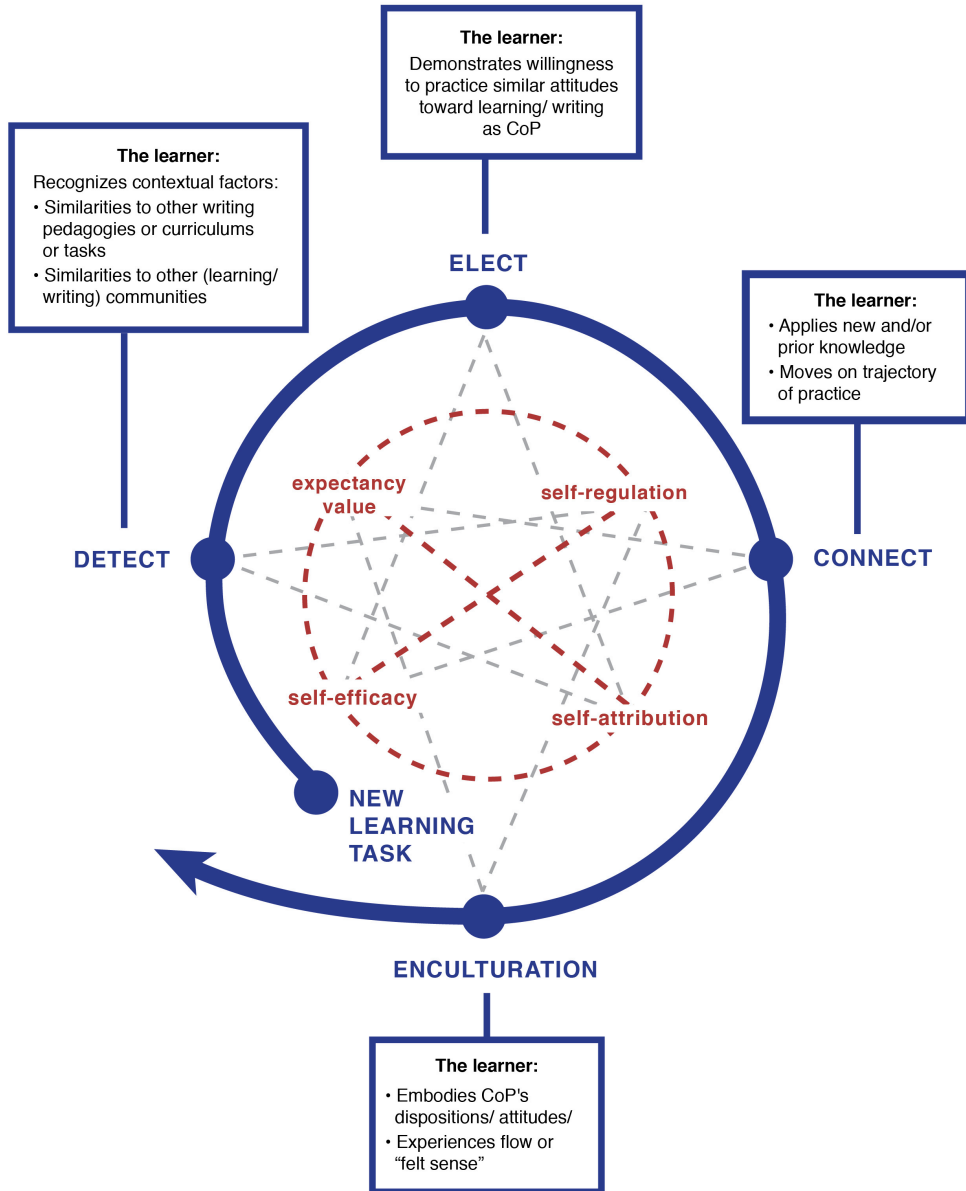 The learner:
Demonstrates willingness
to practice similar attitudes
toward learning/ writing
as CoP
The learner:
Recognizes contextual factors:
• Similarities to other writing
pedagogies or curriculums
or tasks
• Similarities to other (learning/
writing) communities
ELECT
The learner:
• Applies new and/or
prior knowledge
• Moves on trajectory
of practice
expectancy
value
self-regulation
DETECT
CONNECT
self-efficacy
self-attribution
NEW
LEARNING
TASK
ENCULTURATION
The learner:
• Embodies CoP's
dispositions/ attitudes/
• Experiences flow or
“felt sense”